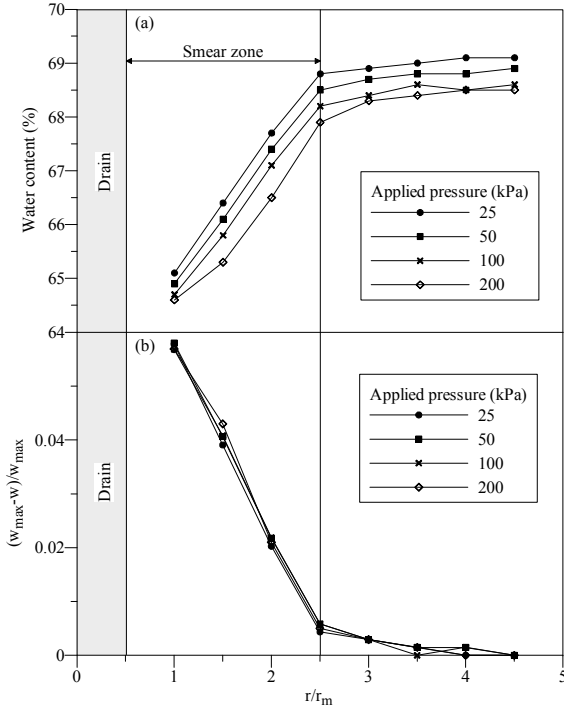 70
(a)
Smear zone
69
68
67
66
65
64
Water content (%)
Drain
Applied pressure (kPa)
25
50
100
200
(b)
0.04
0.02
0
(w_max-w)/w_max
Drain
Applied pressure (kPa)
25
50
100
200
0 1 2 3 4 5
r/r_m